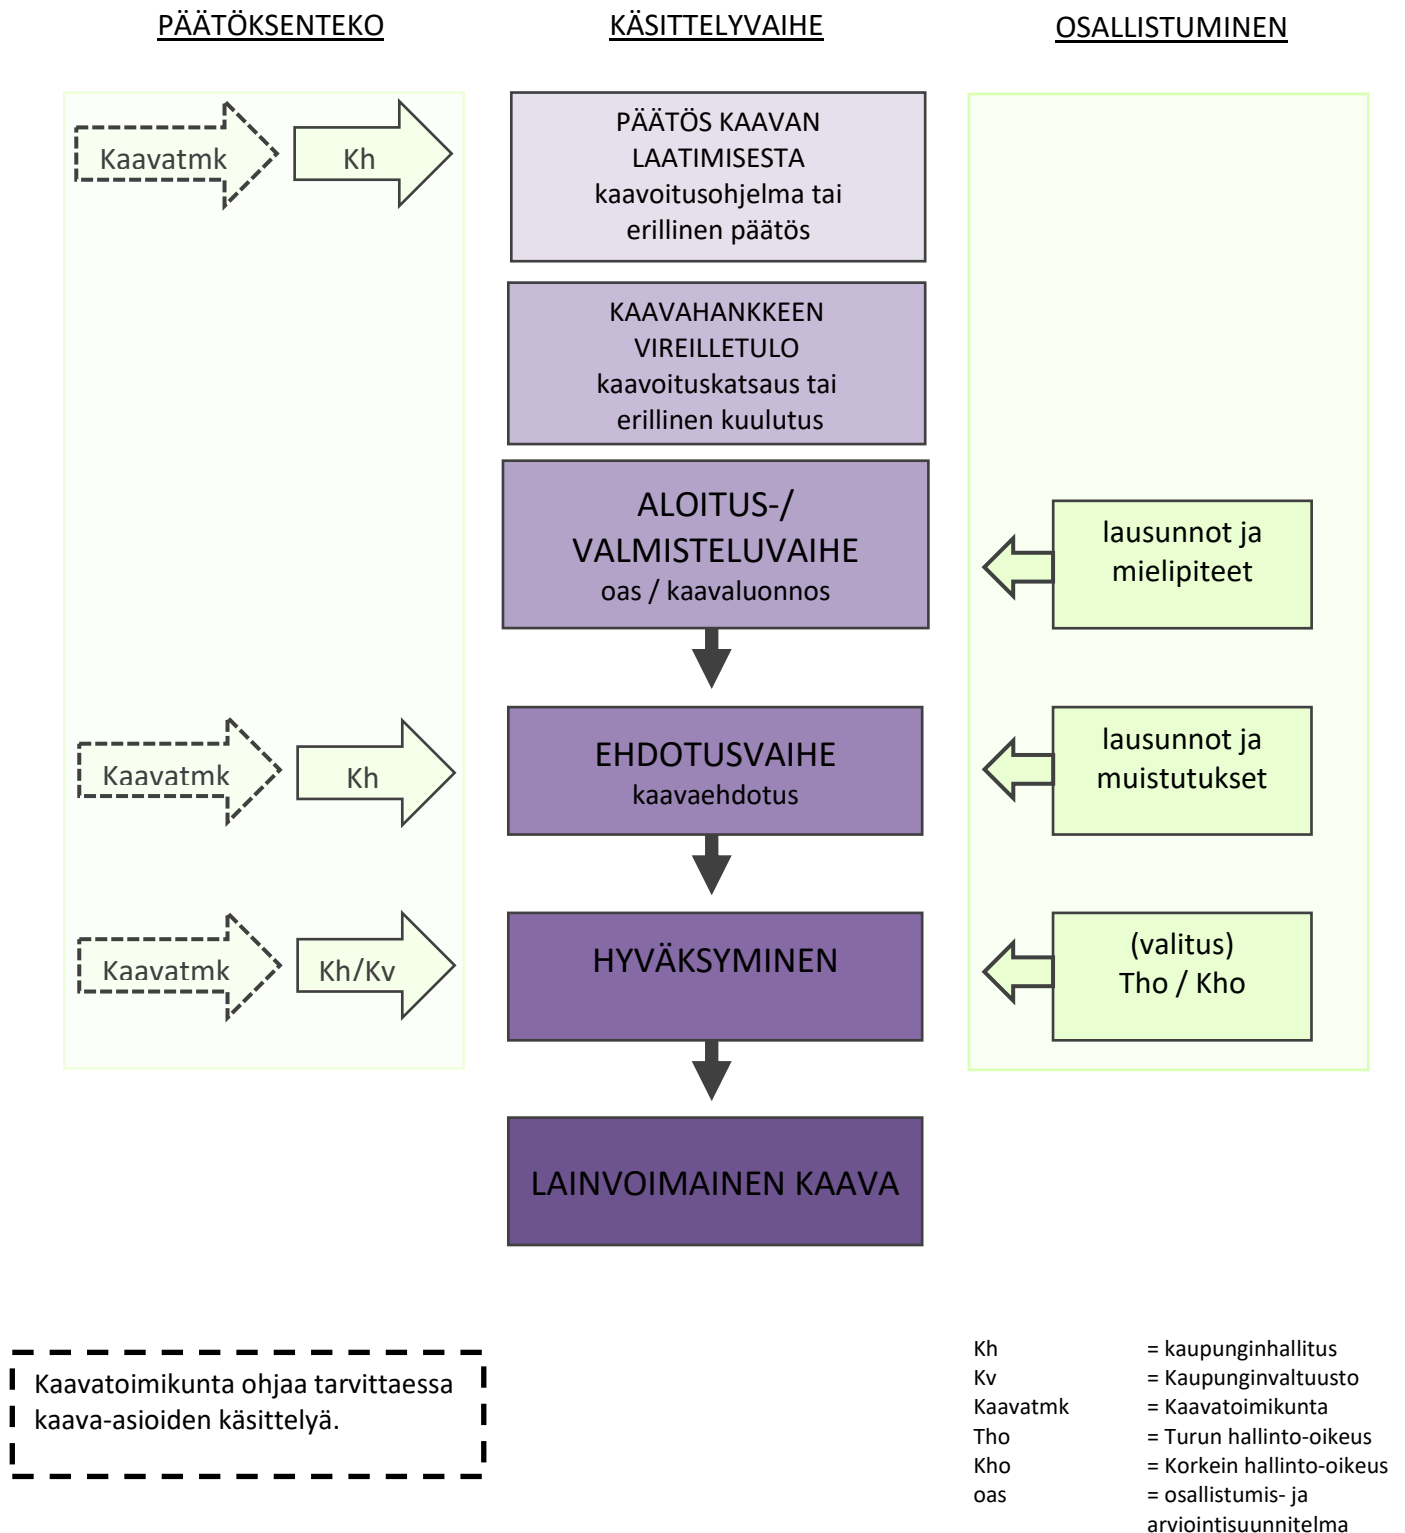 PÄÄTÖKSENTEKO
KÄSITTELYVAIHE
OSALLISTUMINEN
Kaavatmk
Kh
PÄÄTÖS KAAVAN
LAATIMISESTA
kaavoitusohjelma tai
erillinen päätös
KAAVAHANKKEEN
VIREILLETULO
kaavoituskatsaus tai
erillinen kuulutus
ALOITUS-/
VALMISTELUVAIHE
oas / kaavaluonnos
lausunnot ja
mielipiteet
Kaavatmk
Kh
EHDOTUSVAIHE
kaavaehdotus
lausunnot ja
muistutukset
Kaavatmk
Kh/Kv
HYVÄKSYMINEN
(valitus)
Tho / Kho
LAINVOIMAINEN KAAVA
Kaavatoimikunta ohjaa tarvittaessa
kaava-asioiden käsittelyä.
Kh = kaupunginhallitus
Kv = Kaupunginvaltuusto
Kaavatmk = Kaavatoimikunta
Tho = Turun hallinto-oikeus
Kho = Korkein hallinto-oikeus
oas = osallistumis- ja
arviointisuunnitelma